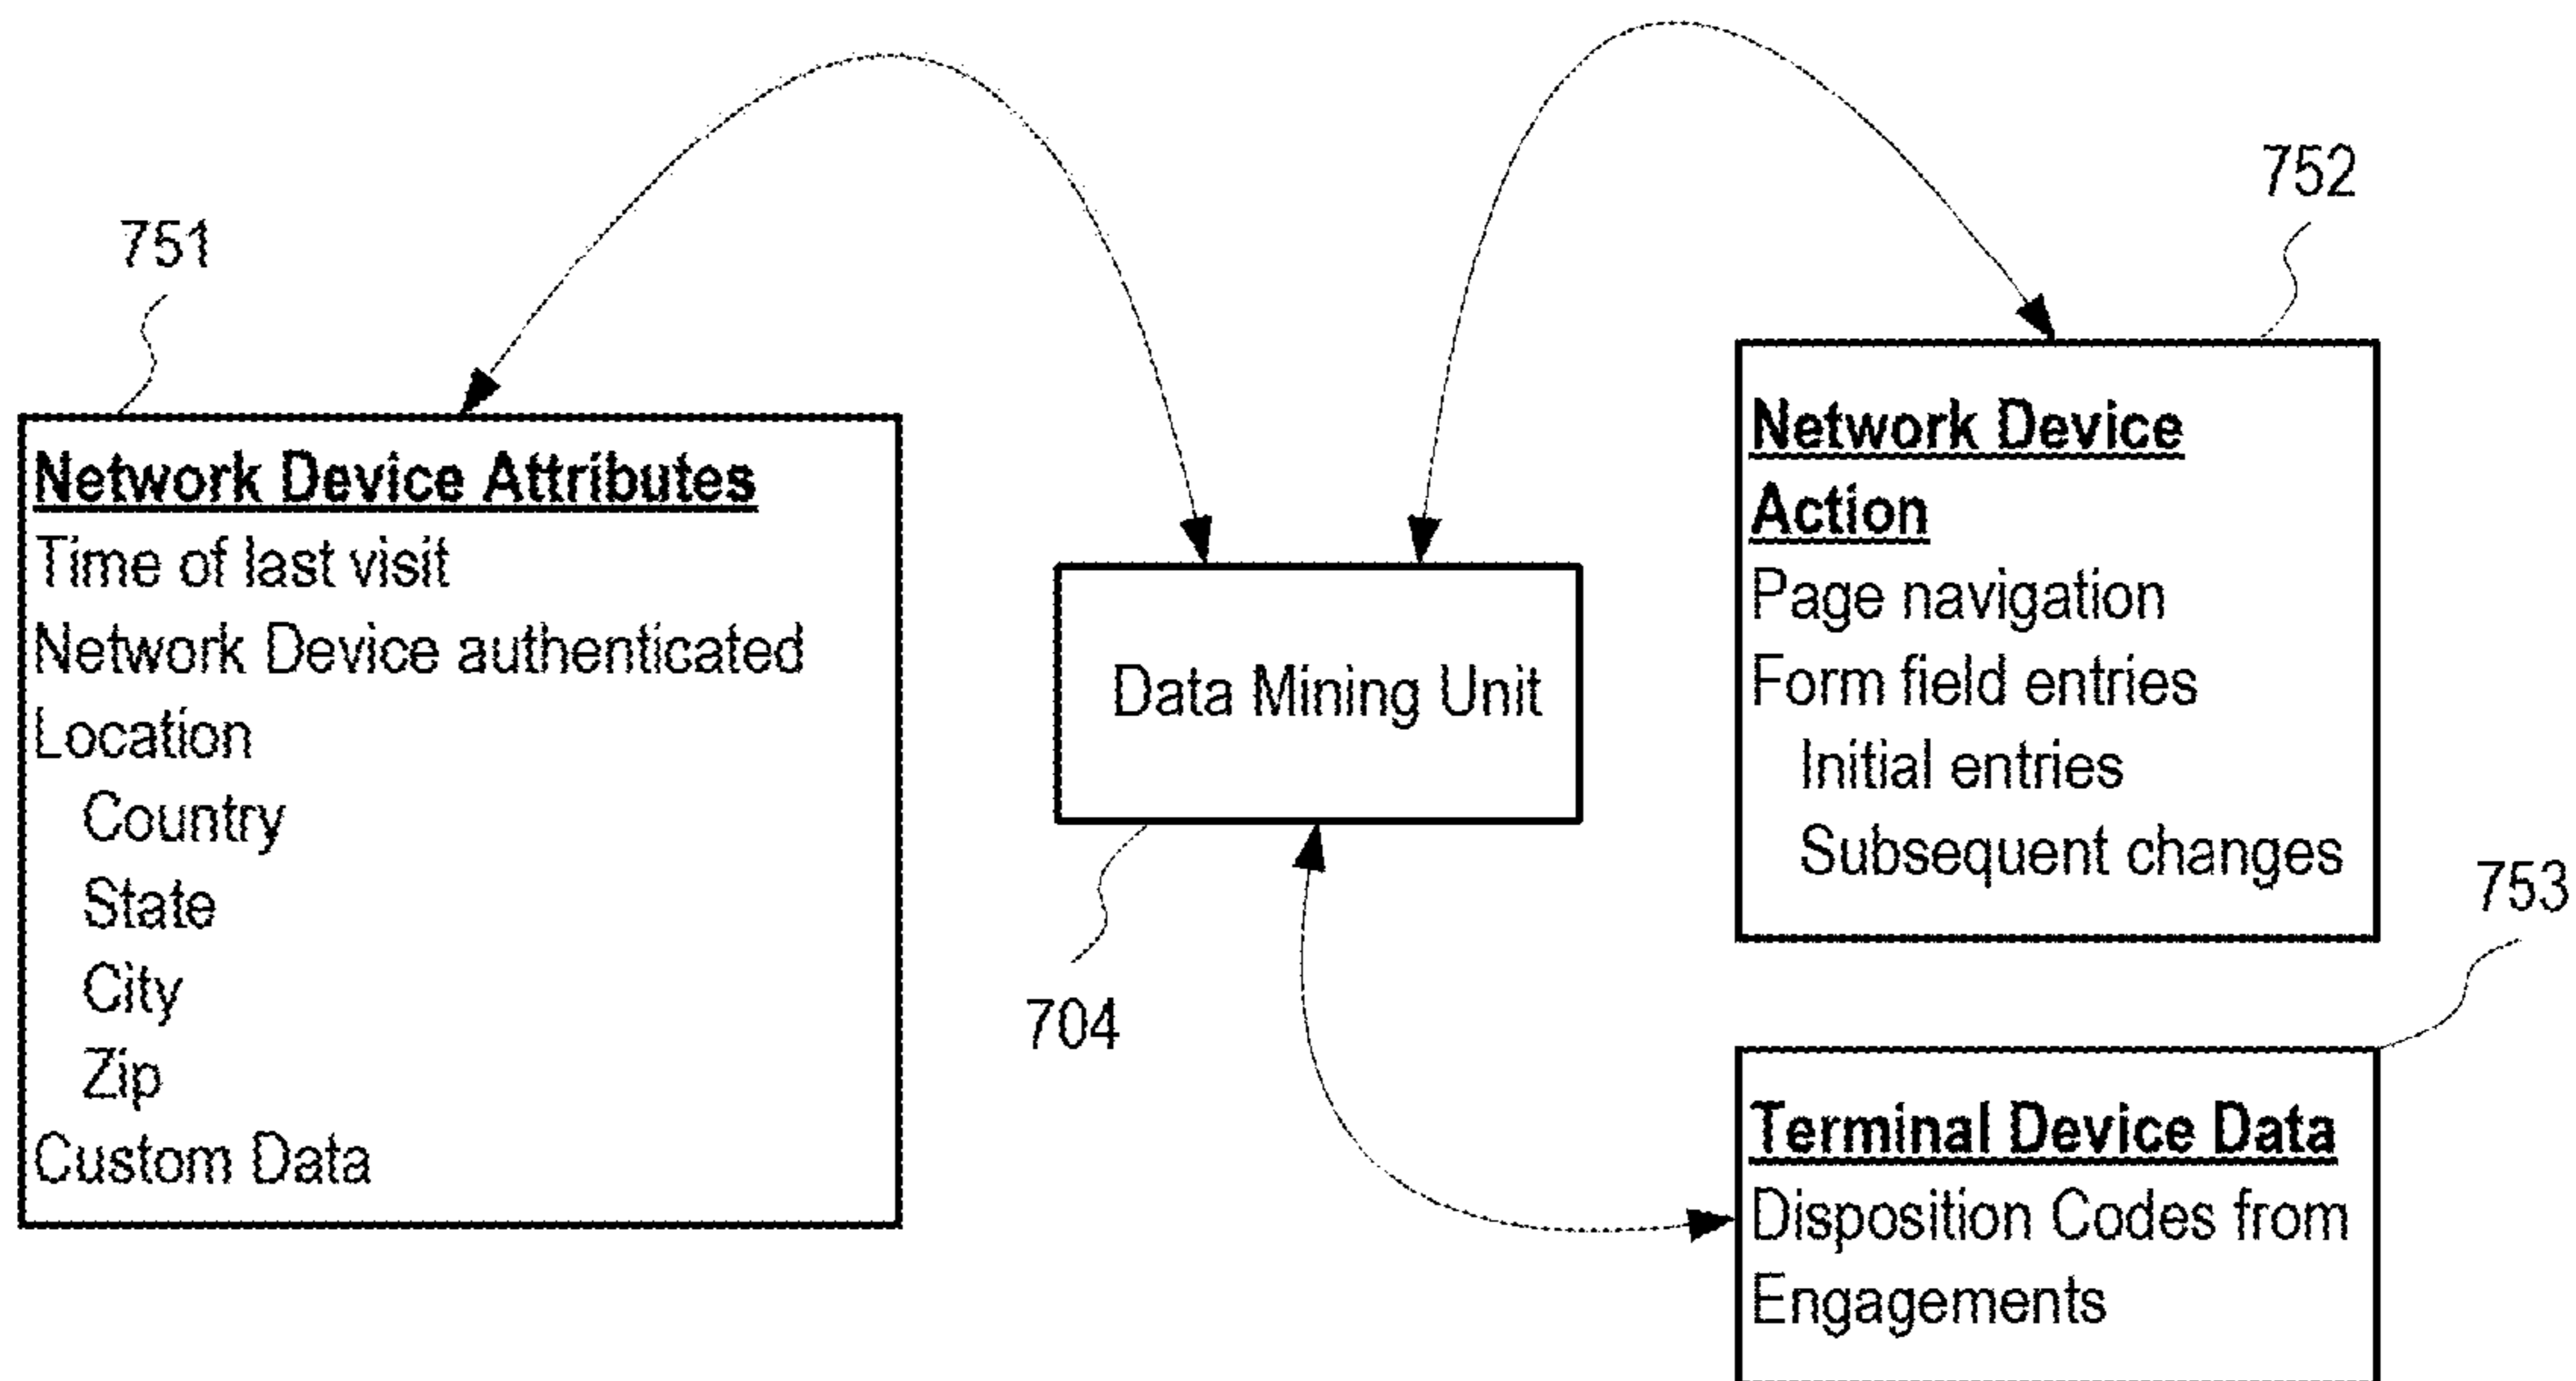 751
Network Device Attributes
Time of last visit
Network Device authenticated
Location
Country
State
City
Zip
Custom Data
Data Mining Unit
704
752
Network Device
Action
Page navigation
Form field entries
Initial entries
Subsequent changes
753
Terminal Device Data
Disposition Codes from
Engagements